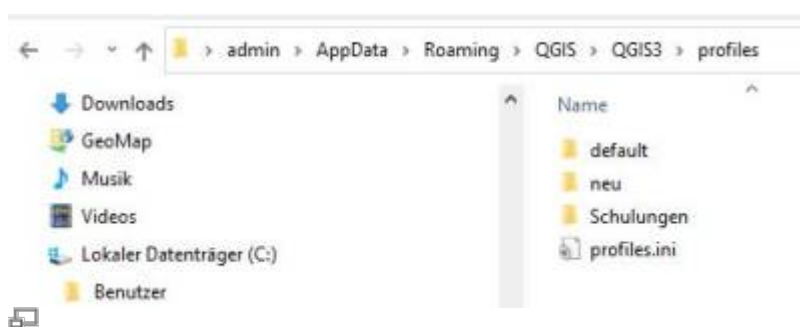 admin > AppData > Roaming > QGIS > QGIS3 > profiles
Downloads
GeoMap
Musik
Videos
Lokaler Datenträger (C:)
Benutzer
Name
default
neu
Schulungen
profiles.ini